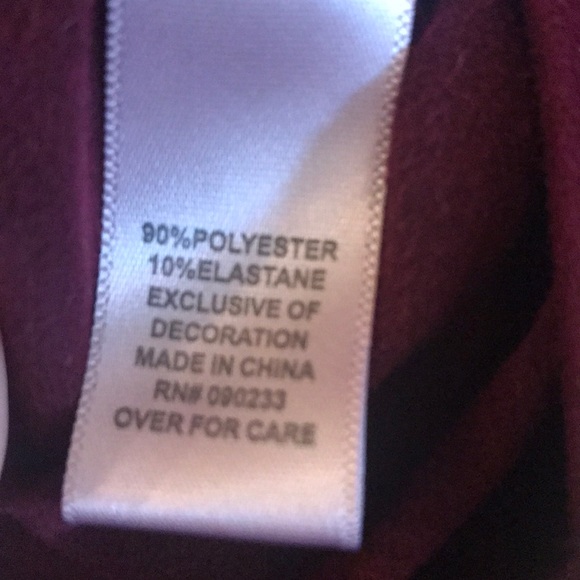 90%POLYESTER
10%ELASTANE
EXCLUSIVE OF
DECORATION
MADE IN CHINA
RN# 090233
OVER FOR CARE